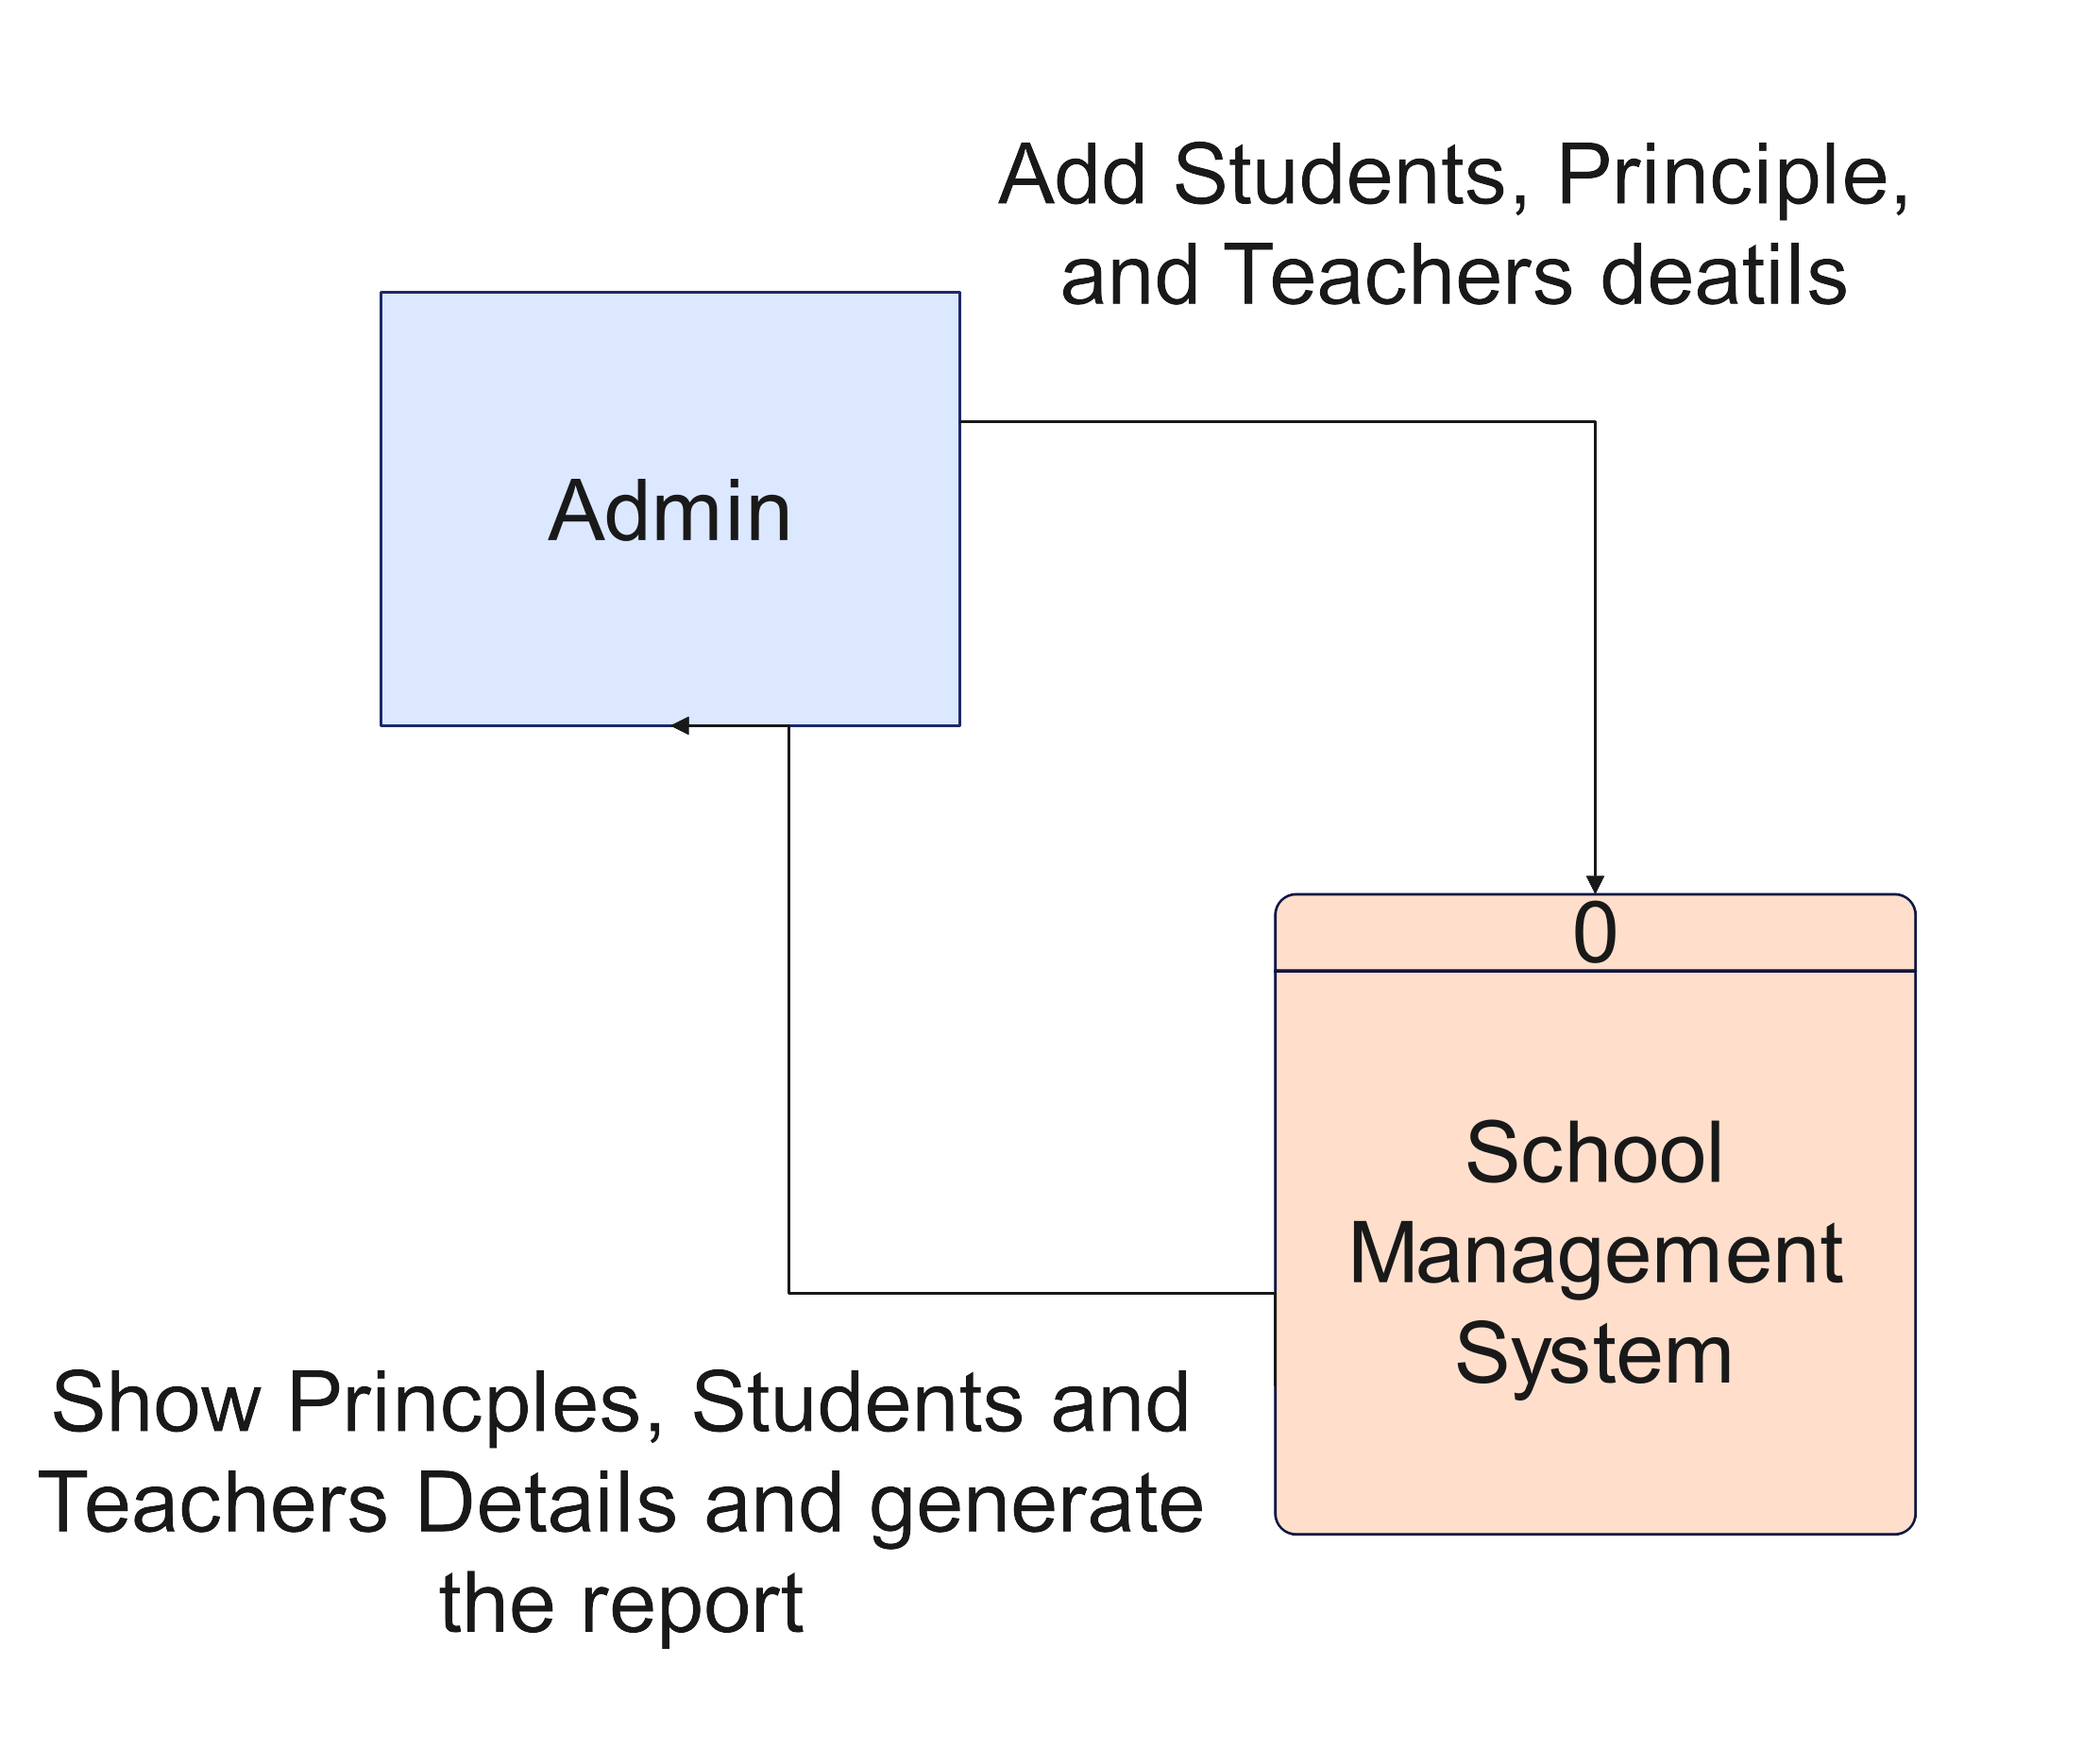 Add Students, Principle,
and Teachers deatils
Admin
0
School
Management
System
Show Princples, Students and
Teachers Details and generate
the report